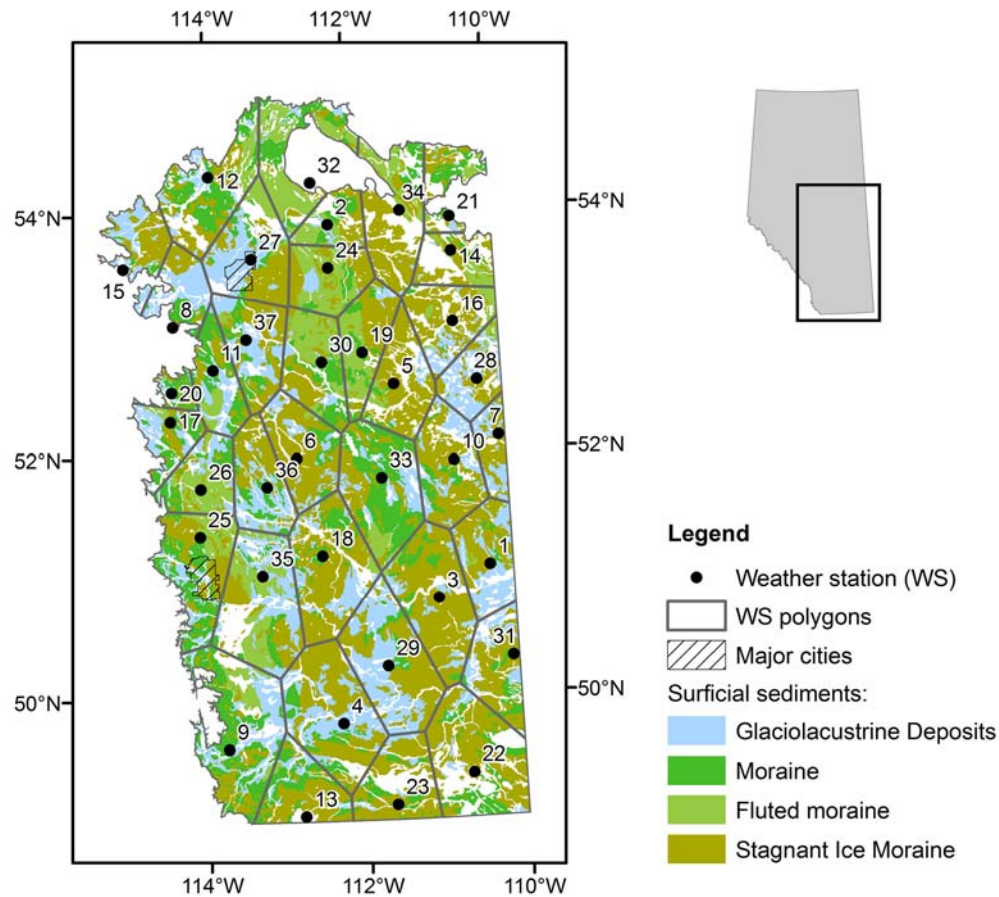 114°W 112°W 110°W
32
12
34
21
54°N
2
54°N
27
24
14
15
8
16
37
19
11
30
5
28
20
17
7
6
10
52°N
52°N
33
36
26
25
18
1
35
3
31
29
50°N
50°N
4
9
22
23
13
114°W 112°W 110°W
Legend
Weather station (WS)
WS polygons
Major cities
Surficial sediments:
Glaciolacustrine Deposits
Moraine
Fluted moraine
Stagnant Ice Moraine